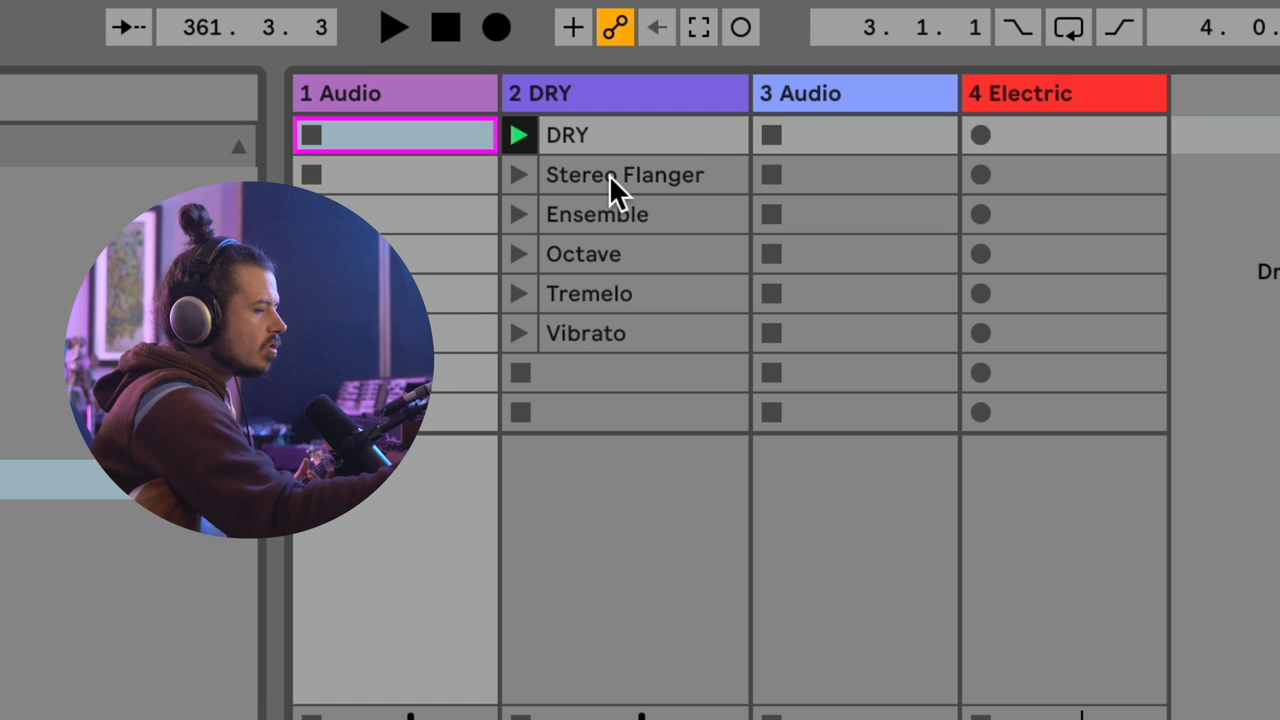 361. 3. 3
3. 1. 1
4. 0.
1 Audio
2 DRY
3 Audio
4 Electric
DRY
Stereo Flanger
Ensemble
Octave
Tremelo
Vibrato
Dr